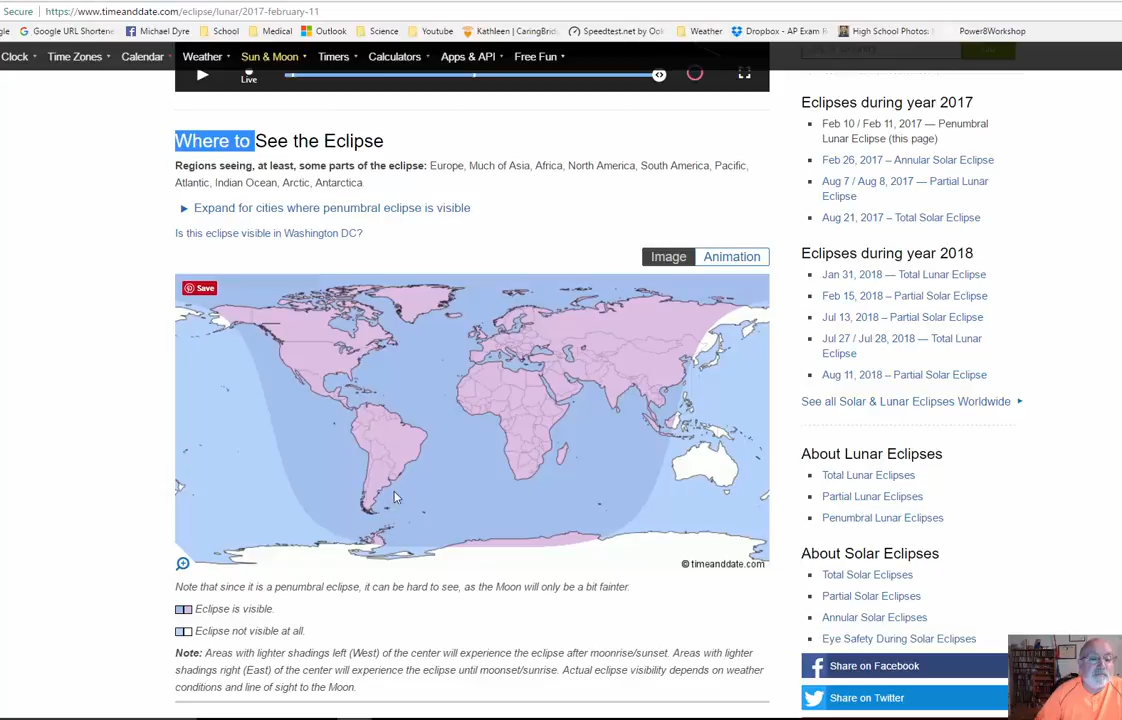 Secure https://www.timeanddate.com/eclipse/lunar/2017-february-11
gle Google URL Shortene Michael Dyre School Medical Outlook Science Youtube Kathleen | CaringBrid Speedtest.net by Ook Weather Dropbox - AP Exam R High School Photos: Power8Workshop
Clock Time Zones Calendar Weather Sun & Moon Timers Calculators Apps & API Free Fun
Live
Where to See the Eclipse
Regions seeing, at least, some parts of the eclipse: Europe, Much of Asia, Africa, North America, South America, Pacific,
Atlantic, Indian Ocean, Arctic, Antarctica
Expand for cities where penumbral eclipse is visible
Is this eclipse visible in Washington DC?
Image Animation
Save
© timeanddate.com
Note that since it is a penumbral eclipse, it can be hard to see, as the Moon will only be a bit fainter.
Eclipse is visible.
Eclipse not visible at all.
Note: Areas with lighter shadings left (West) of the center will experience the eclipse after moonrise/sunset. Areas with lighter
shadings right (East) of the center will experience the eclipse until moonset/sunrise. Actual eclipse visibility depends on weather
conditions and line of sight to the Moon.
Eclipses during year 2017
Feb 10 / Feb 11, 2017 — Penumbral
Lunar Eclipse (this page)
Feb 26, 2017 – Annular Solar Eclipse
Aug 7 / Aug 8, 2017 — Partial Lunar
Eclipse
Aug 21, 2017 – Total Solar Eclipse
Eclipses during year 2018
Jan 31, 2018 — Total Lunar Eclipse
Feb 15, 2018 – Partial Solar Eclipse
Jul 13, 2018 – Partial Solar Eclipse
Jul 27 / Jul 28, 2018 — Total Lunar
Eclipse
Aug 11, 2018 – Partial Solar Eclipse
See all Solar & Lunar Eclipses Worldwide
About Lunar Eclipses
Total Lunar Eclipses
Partial Lunar Eclipses
Penumbral Lunar Eclipses
About Solar Eclipses
Total Solar Eclipses
Partial Solar Eclipses
Annular Solar Eclipses
Eye Safety During Solar Eclipses
Share on Facebook
Share on Twitter